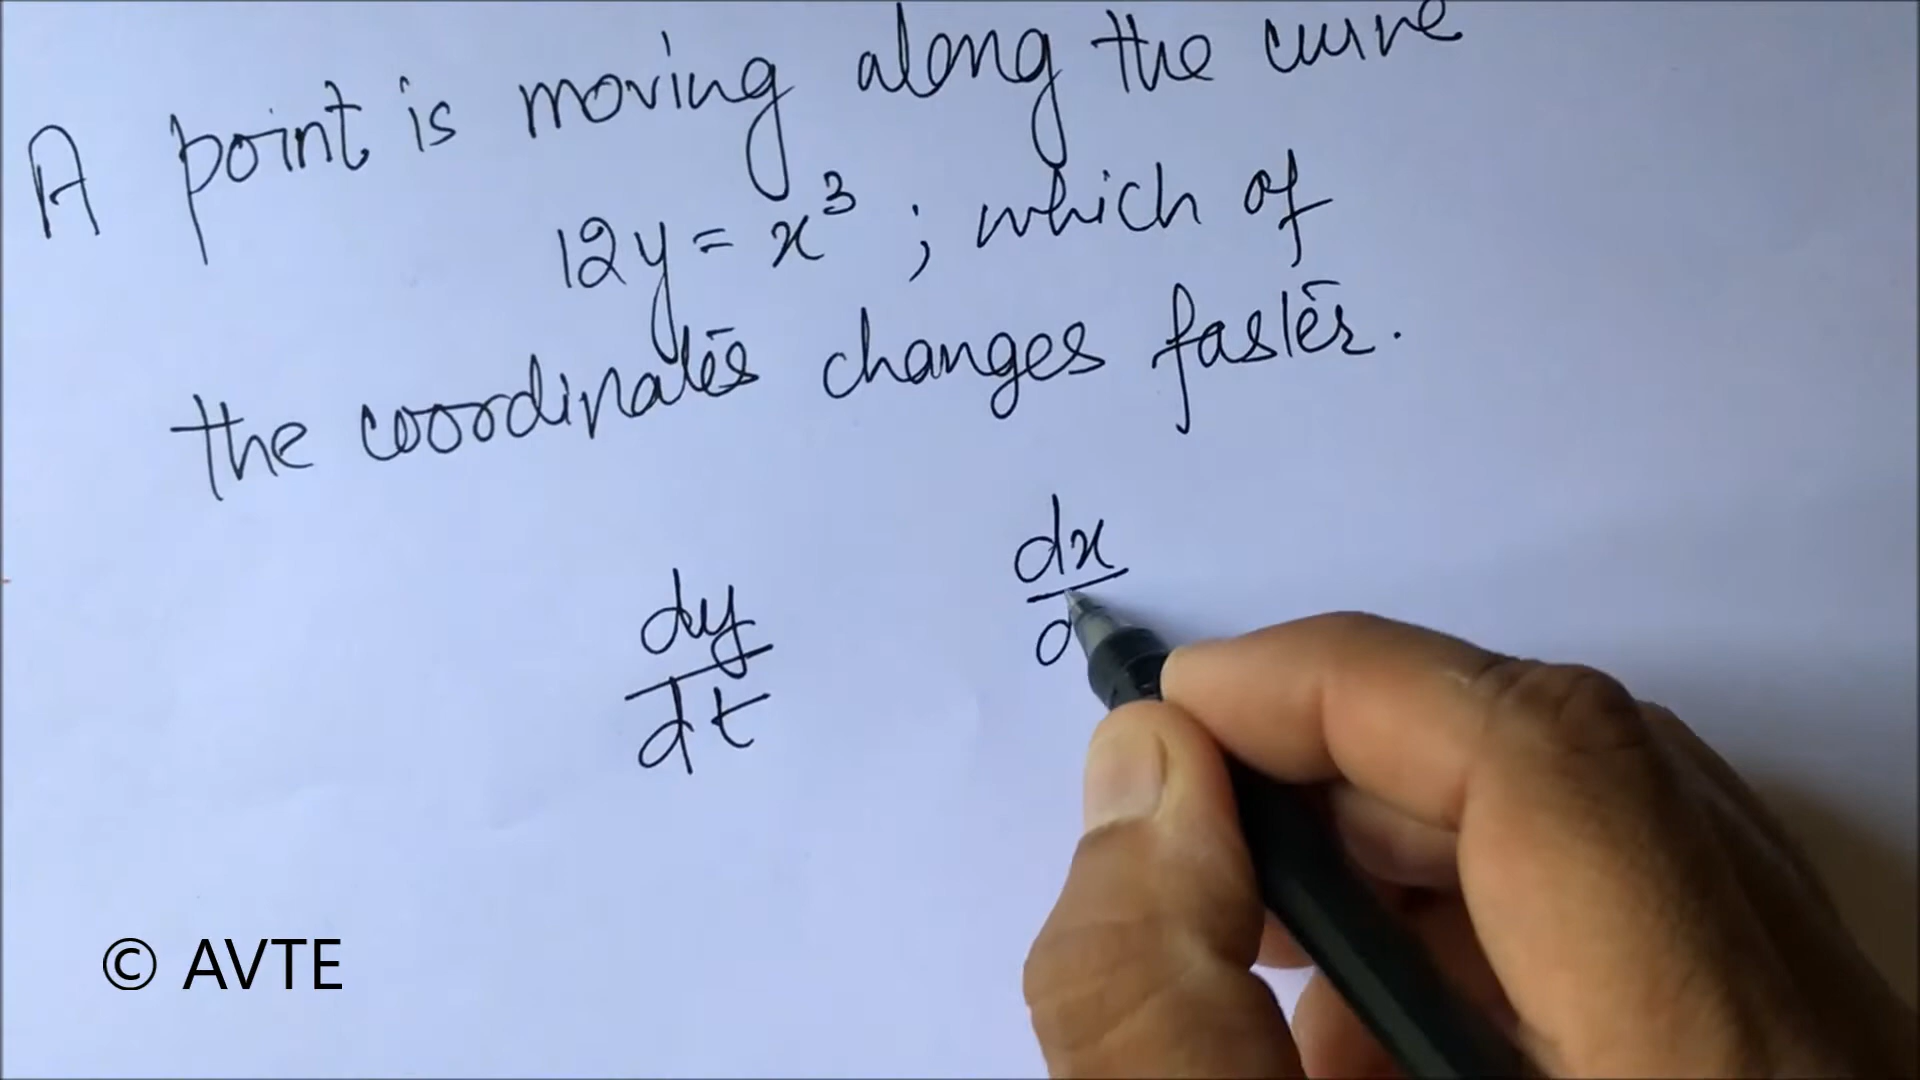 A point is moving along the curve
12y = x³ ; which of
the coordinates changes faster.
dy/dt dx/d
© AVTE